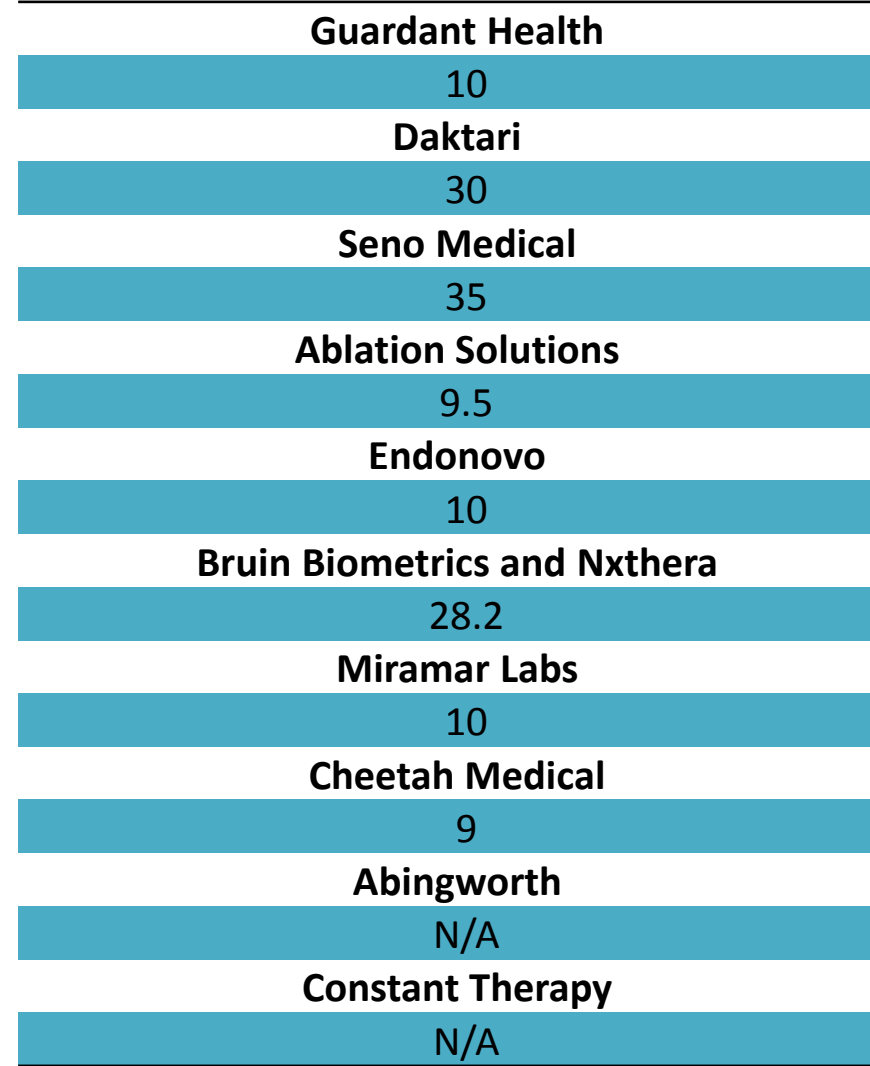 Guardant Health
10
Daktari
30
Seno Medical
35
Ablation Solutions
9.5
Endonovo
10
Bruin Biometrics and Nxthera
28.2
Miramar Labs
10
Cheetah Medical
9
Abingworth
N/A
Constant Therapy
N/A